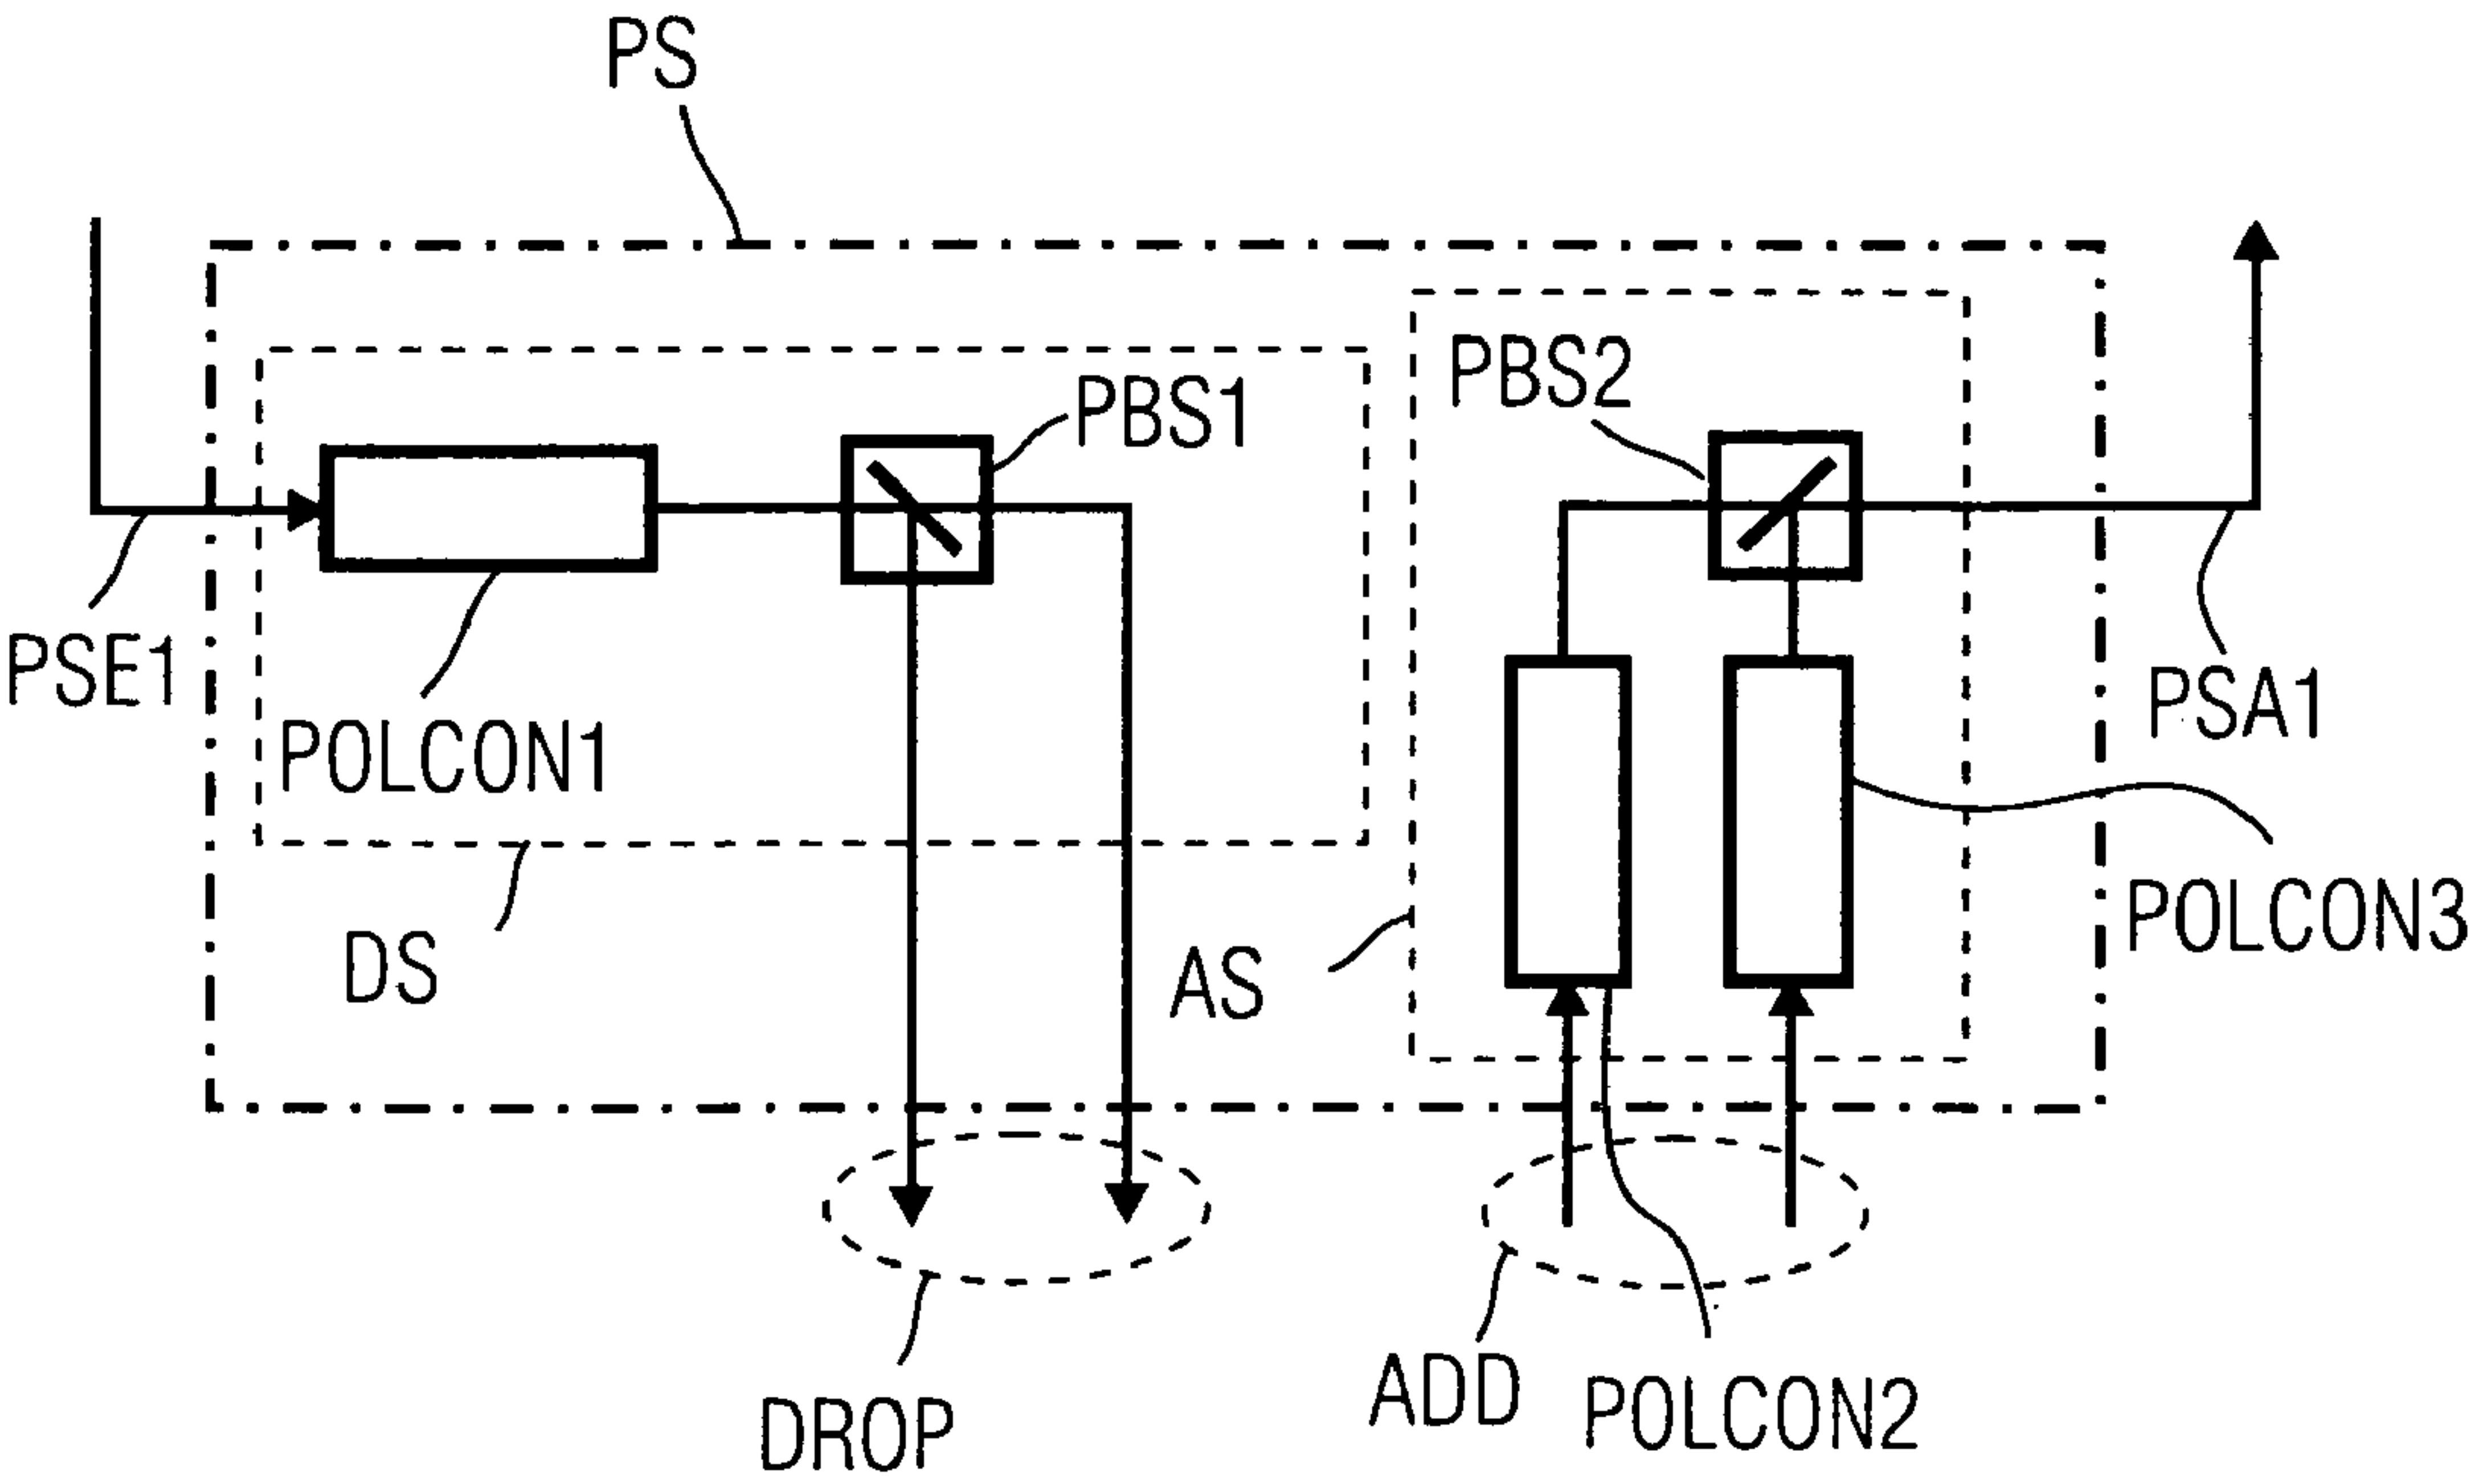 PS
PBS2
PBS1
PSE1
PSA1
POLCON1
POLCON3
DS
AS
ADD
POLCON2
DROP